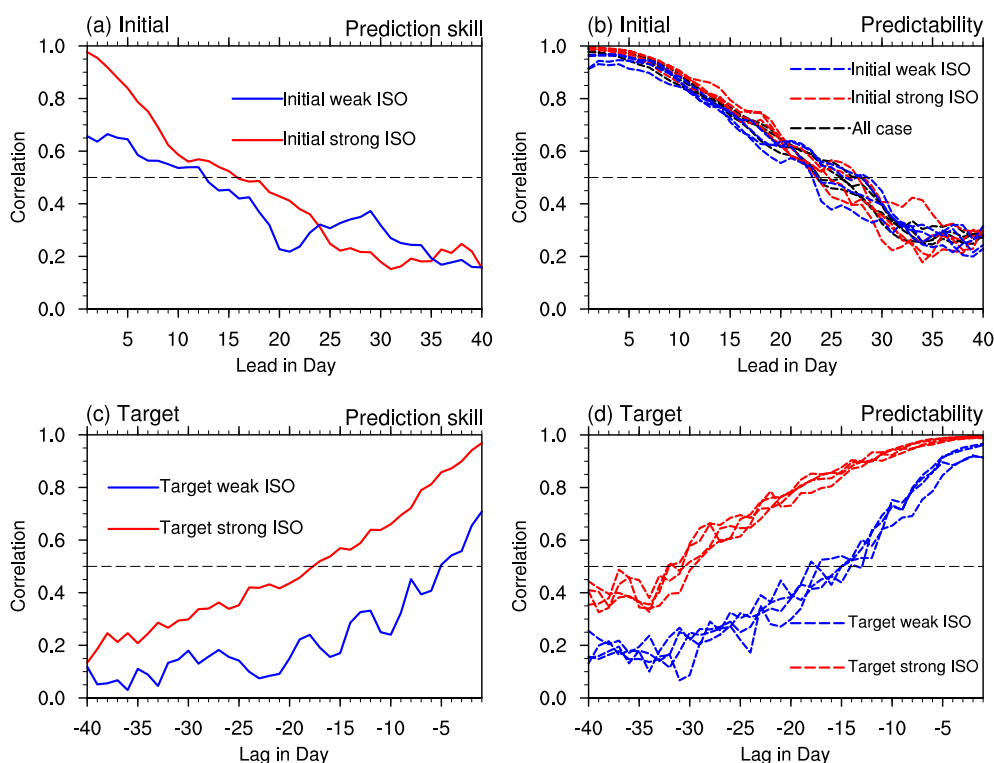 (a) Initial
Prediction skill
1.0
0.8
0.6
0.4
0.2
0.0
Correlation
Initial weak ISO
Initial strong ISO
5 10 15 20 25 30 35 40
Lead in Day
(b) Initial
Predictability
1.0
0.8
0.6
0.4
0.2
0.0
Correlation
Initial weak ISO
Initial strong ISO
All case
5 10 15 20 25 30 35 40
Lead in Day
(c) Target
Prediction skill
1.0
0.8
0.6
0.4
0.2
0.0
Correlation
Target weak ISO
Target strong ISO
-40 -35 -30 -25 -20 -15 -10 -5
Lag in Day
(d) Target
Predictability
1.0
0.8
0.6
0.4
0.2
0.0
Correlation
Target weak ISO
Target strong ISO
-40 -35 -30 -25 -20 -15 -10 -5
Lag in Day